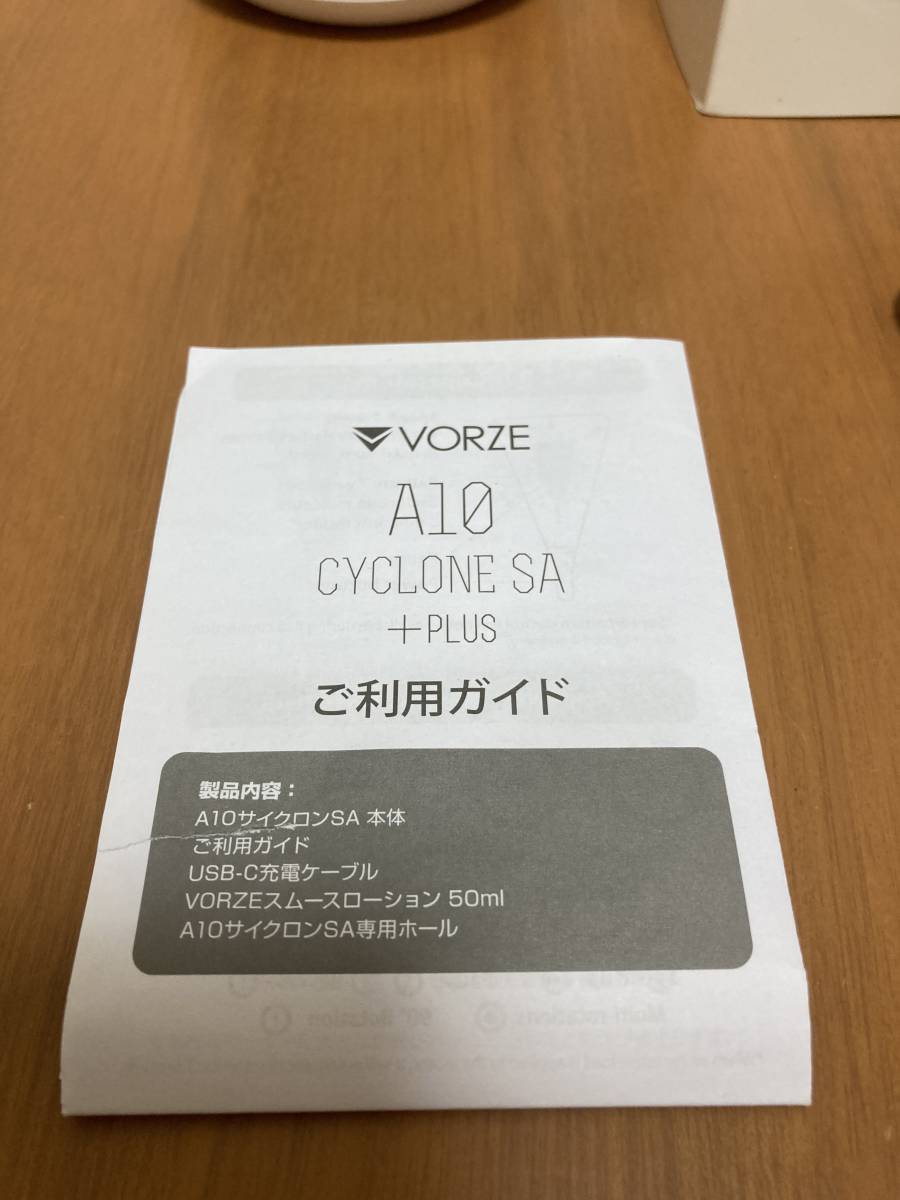 VORZE
A10
CYCLONE SA
+PLUS
ご利用ガイド
製品内容：
A10サイクロンSA 本体
ご利用ガイド
USB-C充電ケーブル
VORZEスムースローション 50ml
A10サイクロンSA専用ホール